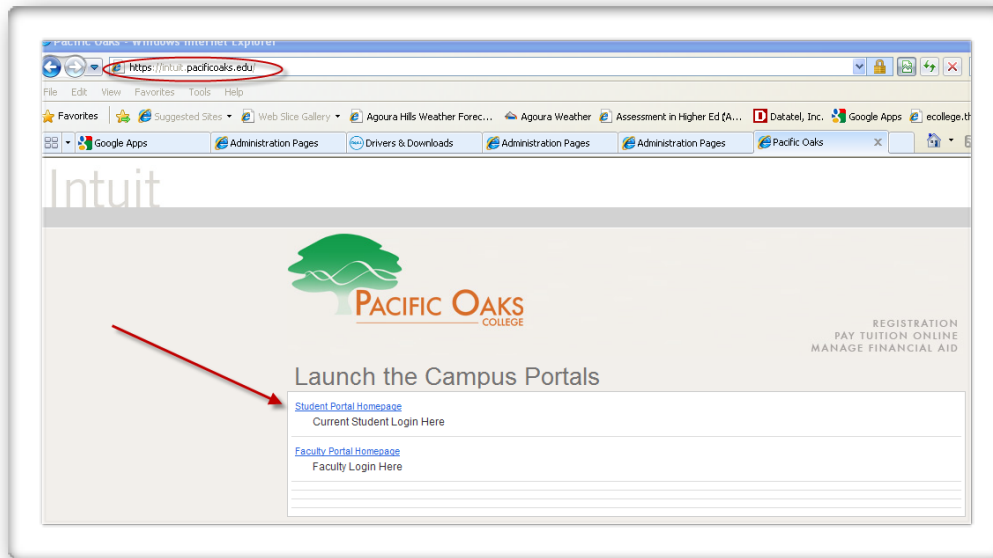 Pacific Oaks - Windows Internet Explorer
https://intuit.pacificoaks.edu/
File Edit View Favorites Tools Help
Favorites Suggested Sites Web Slice Gallery Agoura Hills Weather Forec... Agoura Weather Assessment in Higher Ed (A... Datatel, Inc. Google Apps ecollege.th
Google Apps Administration Pages Drivers & Downloads Administration Pages Administration Pages Pacific Oaks
Intuit
PACIFIC OAKS
COLLEGE
REGISTRATION
PAY TUITION ONLINE
MANAGE FINANCIAL AID
Launch the Campus Portals
Student Portal Homepage
Current Student Login Here
Faculty Portal Homepage
Faculty Login Here